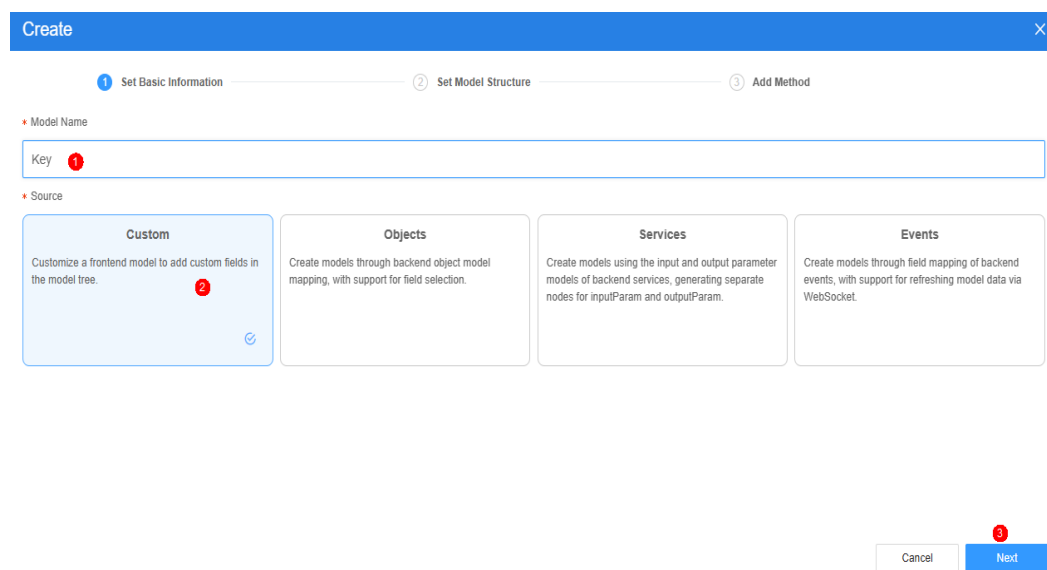 Create
1 Set Basic Information 2 Set Model Structure 3 Add Method
* Model Name
Key 1
* Source
Custom
Customize a frontend model to add custom fields in
the model tree.
2
Objects
Create models through backend object model
mapping, with support for field selection.
Services
Create models using the input and output parameter
models of backend services, generating separate
nodes for inputParam and outputParam.
Events
Create models through field mapping of backend
events, with support for refreshing model data via
WebSocket.
3
Cancel Next